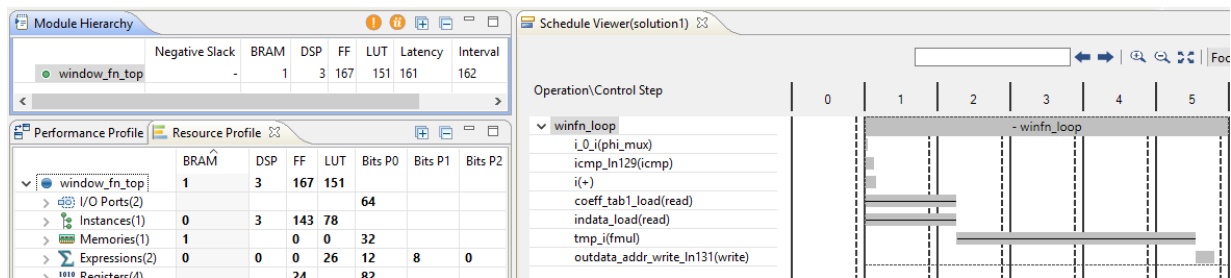 Module Hierarchy
Negative Slack BRAM DSP FF LUT Latency Interval
window_fn_top - 1 3 167 151 161 162
Performance Profile Resource Profile
BRAM DSP FF LUT Bits P0 Bits P1 Bits P2
window_fn_top 1 3 167 151
I/O Ports(2) 64
Instances(1) 0 3 143 78
Memories(1) 1 0 0 32
Expressions(2) 0 0 0 26 12 8 0
Registers(4) 24 82
Schedule Viewer(solution1)
Foc
Operation\Control Step 0 1 2 3 4 5
winfn_loop - winfn_loop
i_0_i(phi_mux)
icmp_ln129(icmp)
i(+)
coeff_tab1_load(read)
indata_load(read)
tmp_i(fmul)
outdata_addr_write_ln131(write)